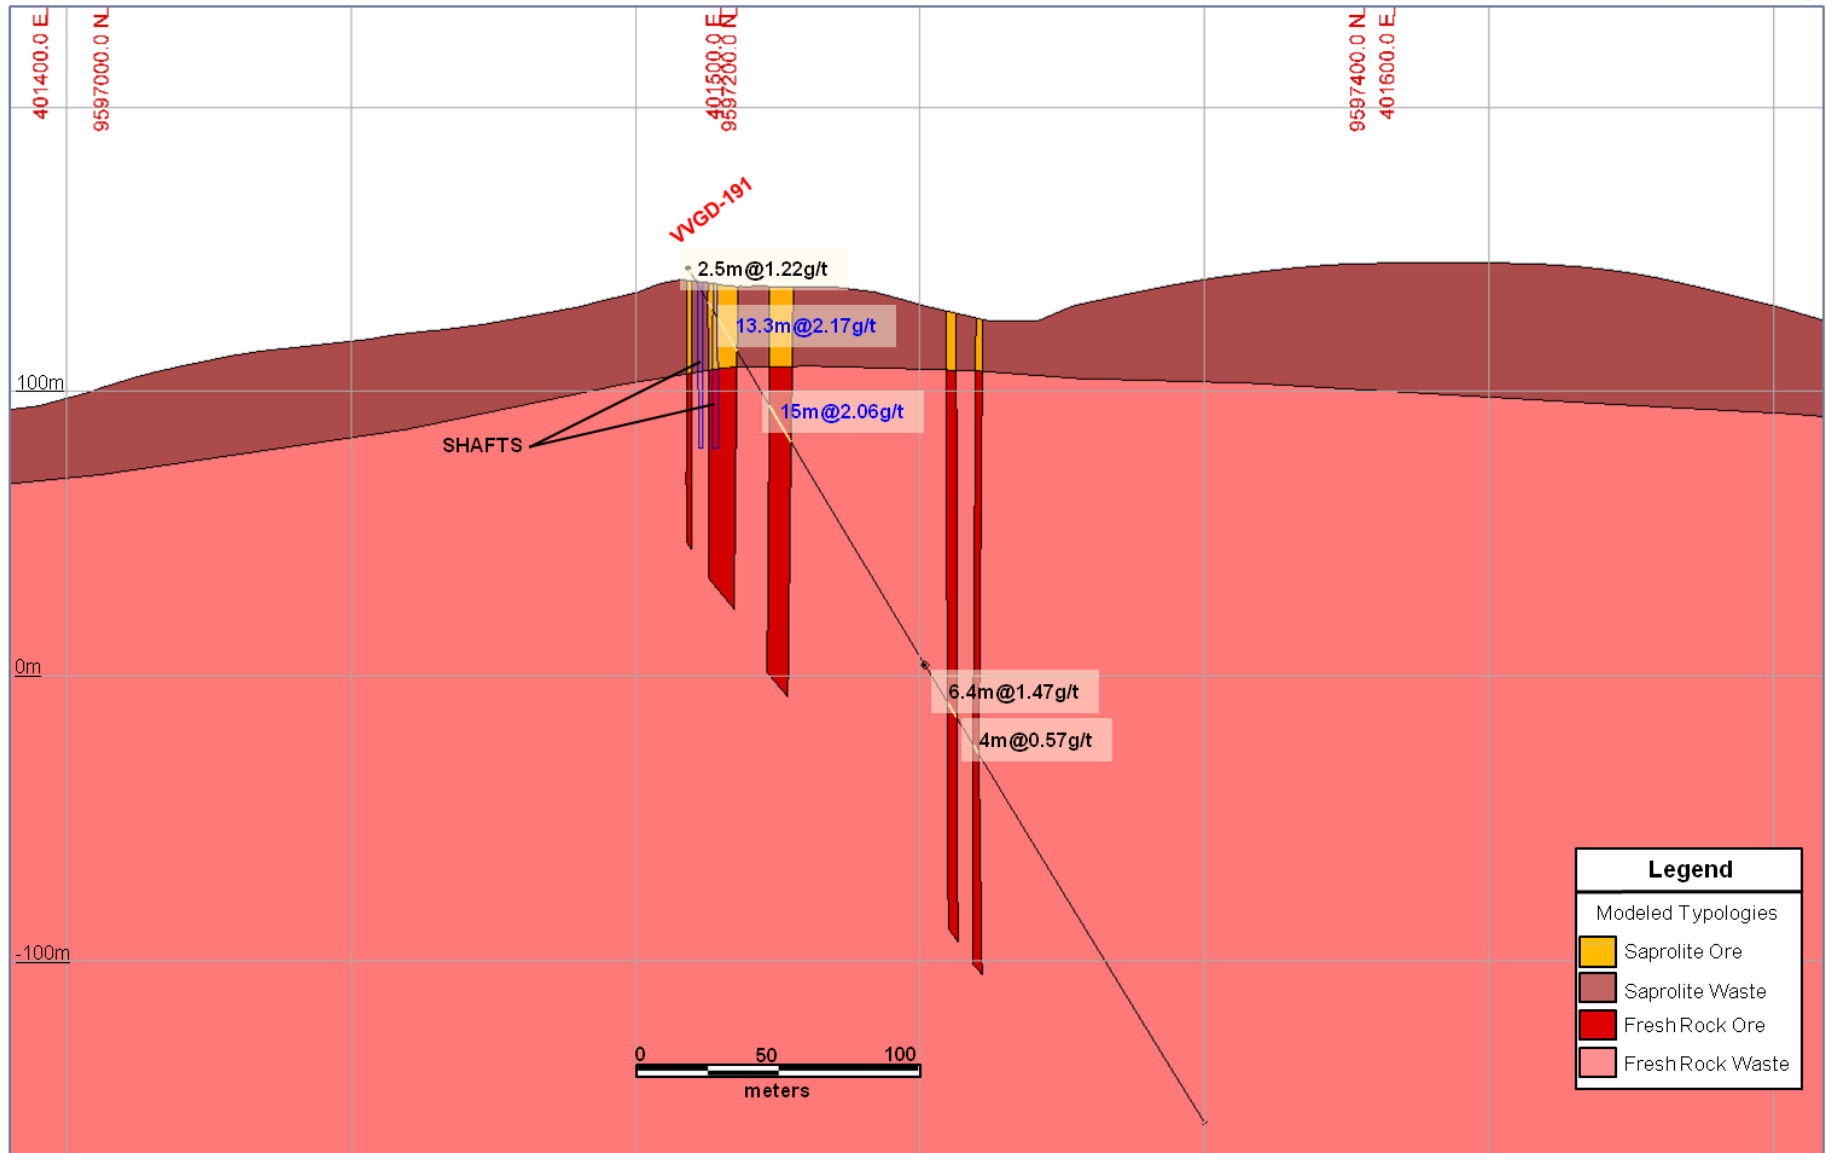 401400.0 E
9597000.0 N
401500.0 E
9597200.0 N
9597400.0 N
401600.0 E
VVGD-191
2.5m@1.22g/t
13.3m@2.17g/t
100m
15m@2.06g/t
SHAFTS
0m
6.4m@1.47g/t
4m@0.57g/t
-100m
0 50 100
meters
Legend
Modeled Typologies
Saprolite Ore
Saprolite Waste
Fresh Rock Ore
Fresh Rock Waste